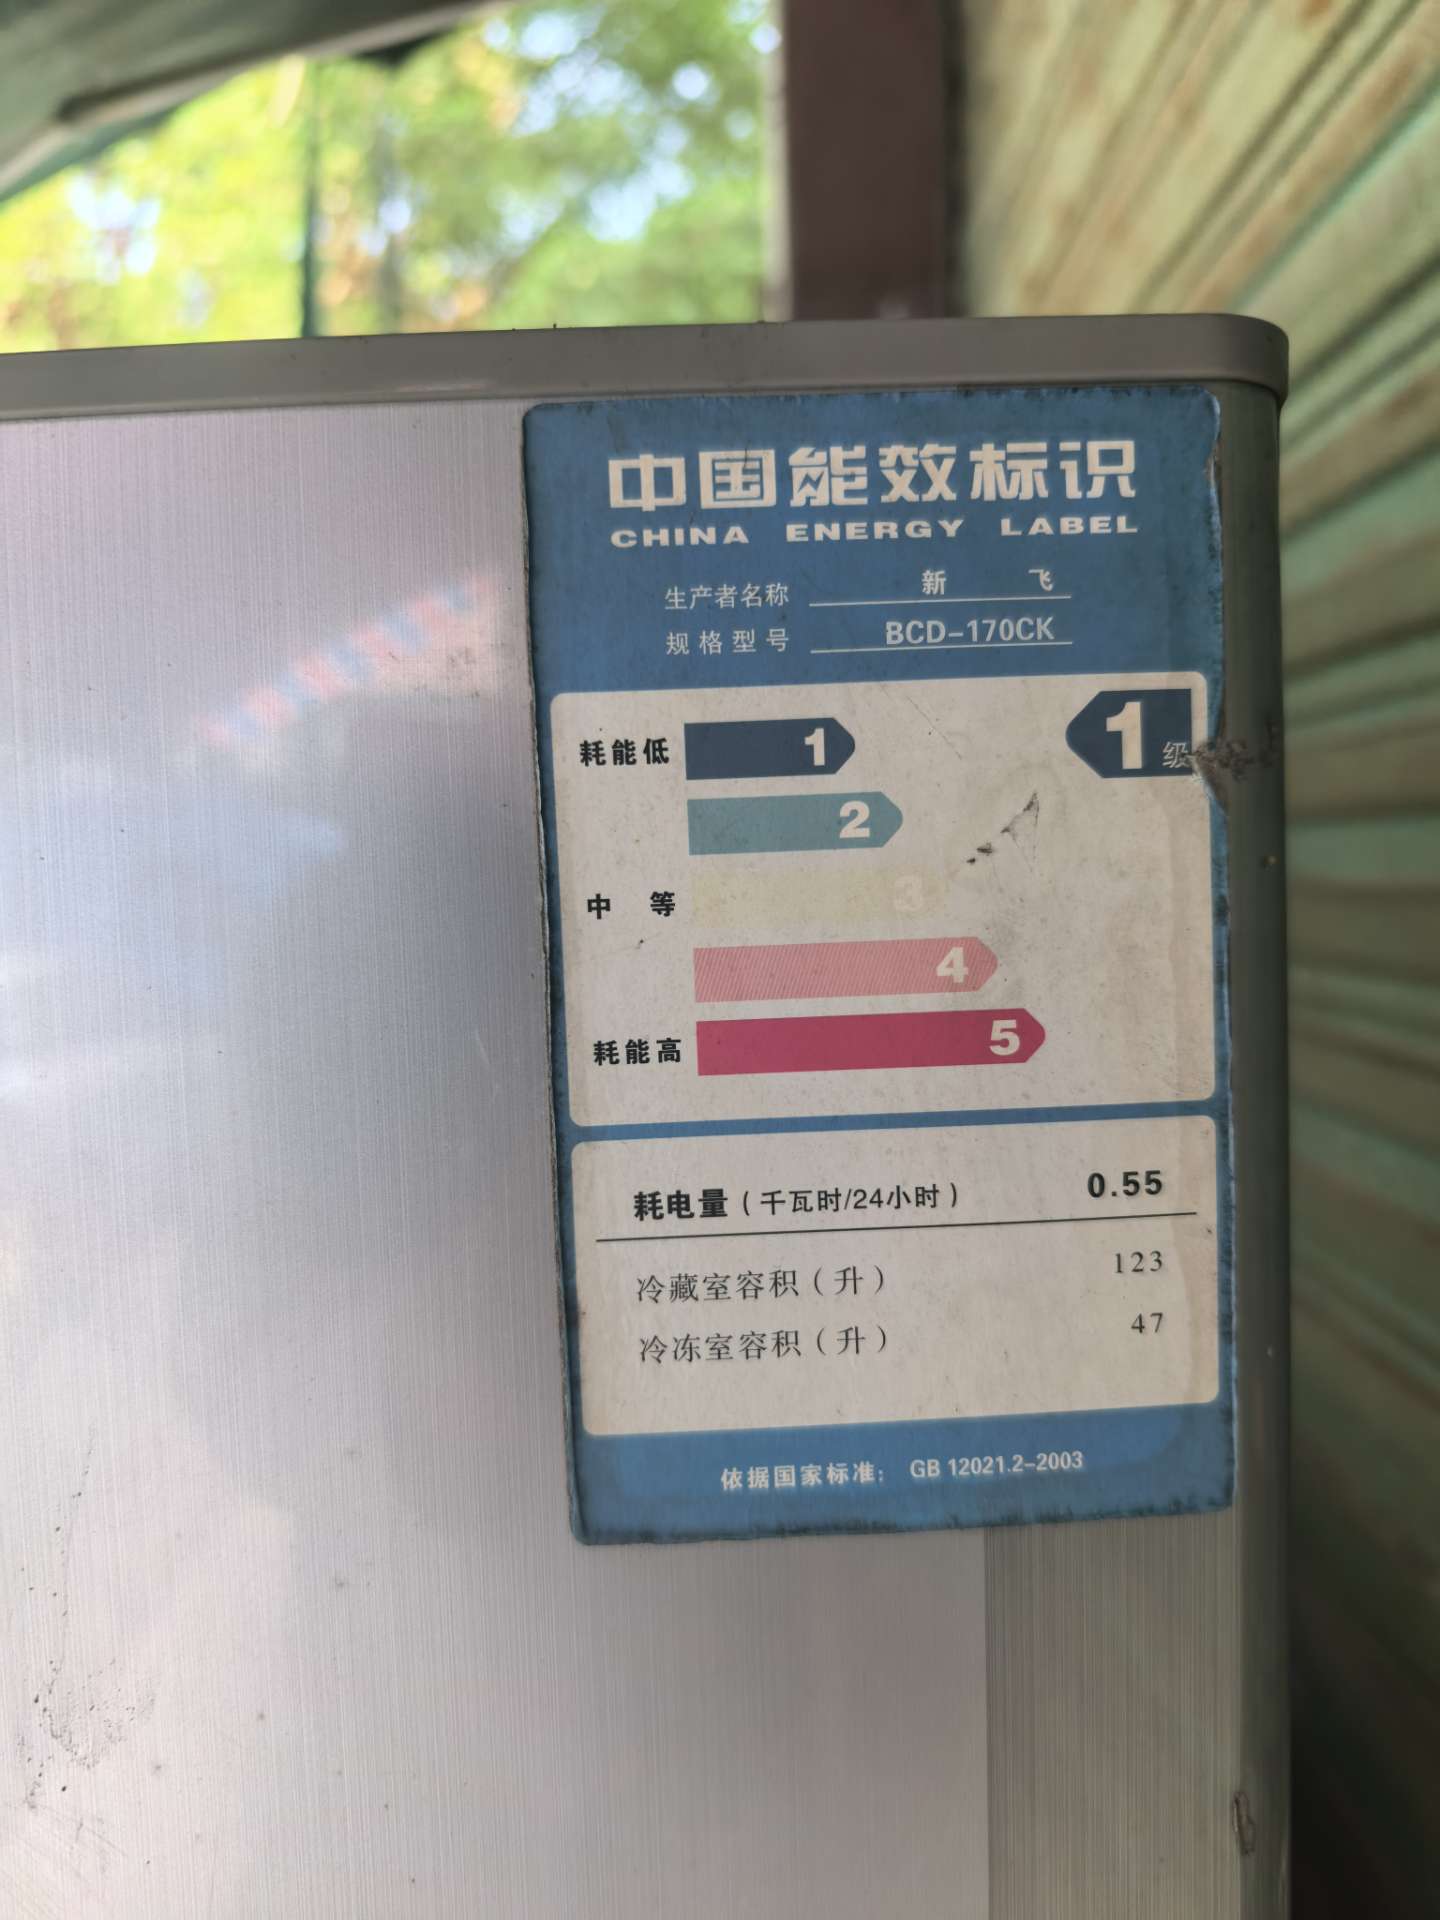 中国能效标识
CHINA ENERGY LABEL
生产者名称 新 飞
规格型号 BCD-170CK
耗能低 1 1级
2
中 等 3
4
耗能高 5
耗电量（千瓦时/24小时） 0.55
冷藏室容积（升） 123
冷冻室容积（升） 47
依据国家标准： GB 12021.2-2003